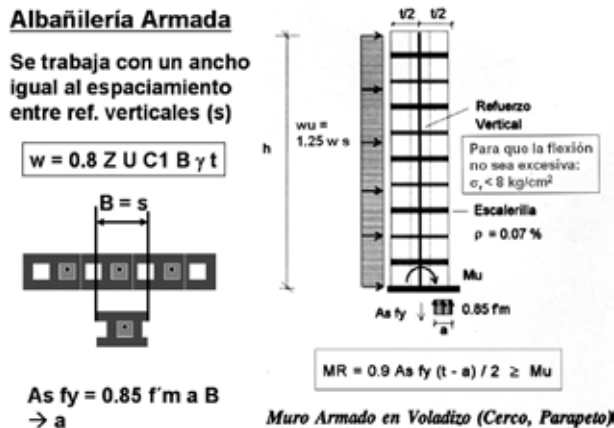 Albañilería Armada
Se trabaja con un ancho
igual al espaciamiento
entre ref. verticales (s)
w = 0.8 Z U C1 B γ t
B = s
As fy = 0.85 f´m a B
→ a
t/2 t/2
h
wu =
1.25 w s
Refuerzo
Vertical
Para que la flexión
no sea excesiva:
σt < 8 kg/cm²
Escalerilla
ρ = 0.07 %
Mu
As fy
0.85 f'm
a
MR = 0.9 As fy (t - a) / 2 ≥ Mu
Muro Armado en Voladizo (Cerco, Parapeto)